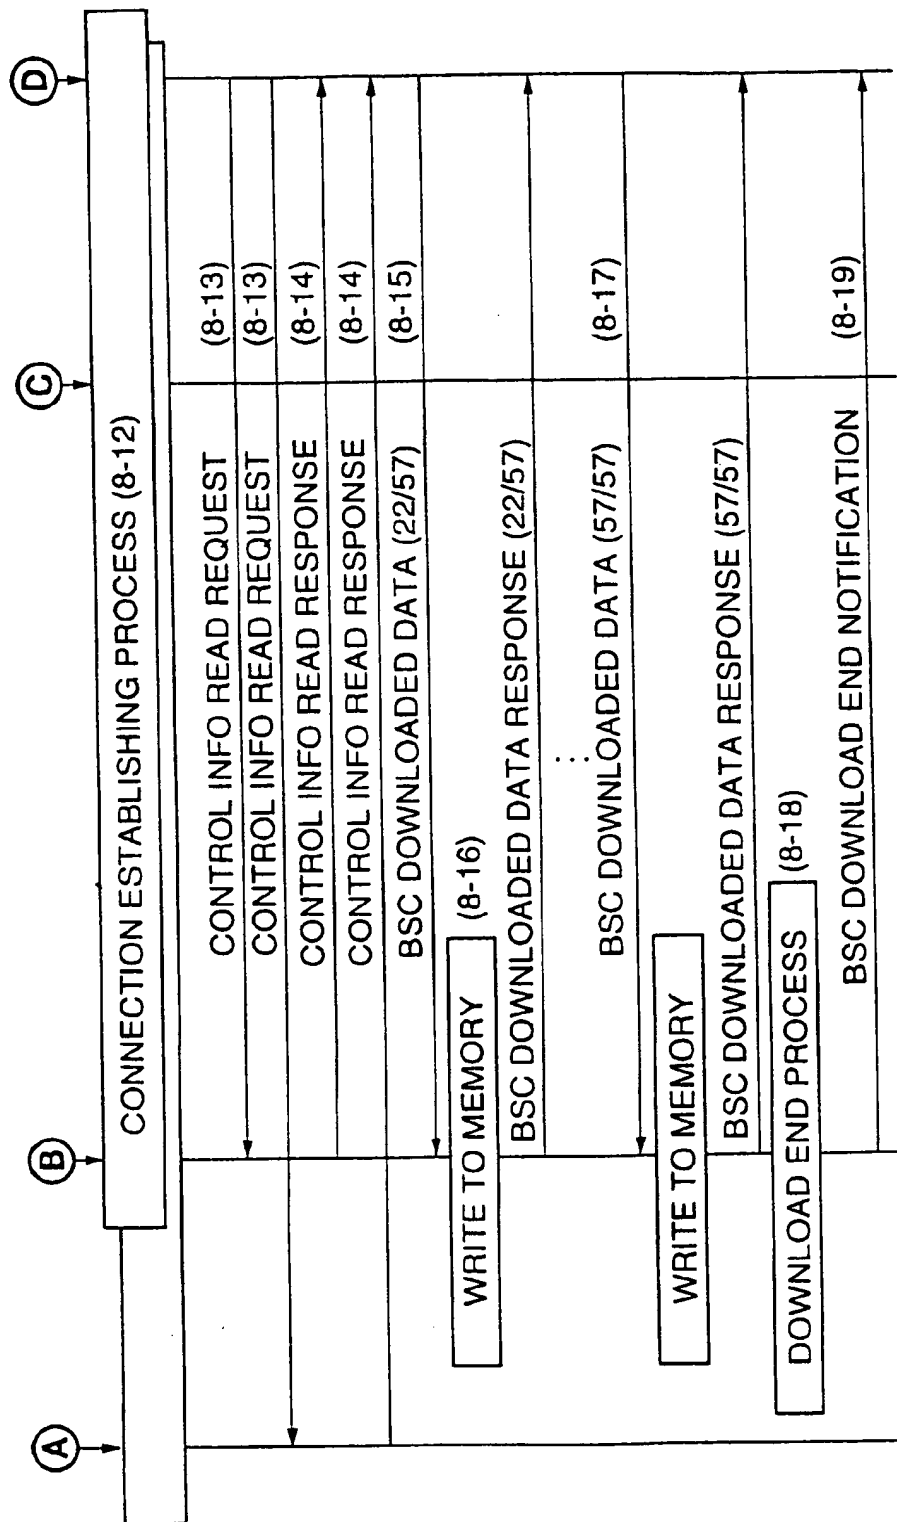 A
B
C
D
CONNECTION ESTABLISHING PROCESS (8-12)
CONTROL INFO READ REQUEST (8-13)
CONTROL INFO READ REQUEST (8-13)
CONTROL INFO READ RESPONSE (8-14)
CONTROL INFO READ RESPONSE (8-14)
BSC DOWNLOADED DATA (22/57) (8-15)
WRITE TO MEMORY (8-16)
BSC DOWNLOADED DATA RESPONSE (22/57)
...
BSC DOWNLOADED DATA (57/57) (8-17)
WRITE TO MEMORY
BSC DOWNLOADED DATA RESPONSE (57/57)
DOWNLOAD END PROCESS (8-18)
BSC DOWNLOAD END NOTIFICATION (8-19)